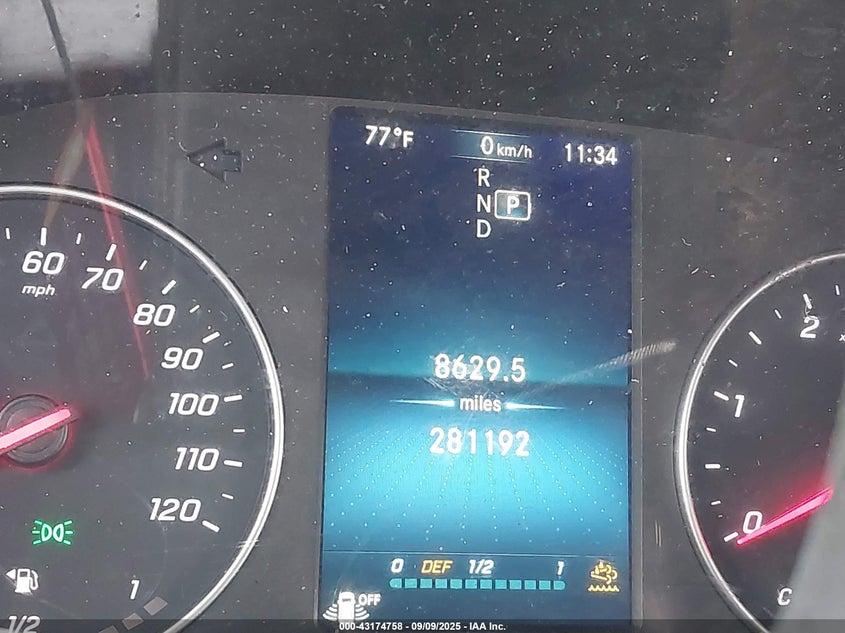 77°F 0 km/h 11:34
R
N P
D
60
mph
70
80
90
100
110
120
8629.5
miles
281192
0 DEF 1/2 1
OFF
1/2 1
2
1
0
C
000-43174758 - 09/09/2025 - IAA Inc.